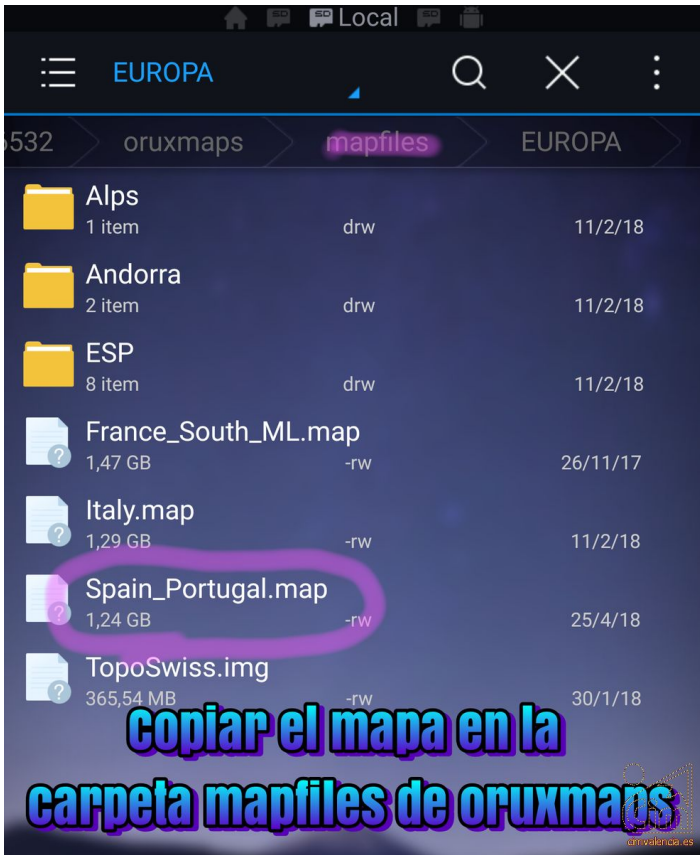 Local
EUROPA
6532 oruxmaps mapfiles EUROPA
Alps
1 item drw 11/2/18
Andorra
2 item drw 11/2/18
ESP
8 item drw 11/2/18
France_South_ML.map
1,47 GB -rw 26/11/17
Italy.map
1,29 GB -rw 11/2/18
Spain_Portugal.map
1,24 GB -rw 25/4/18
TopoSwiss.img
365,54 MB -rw 30/1/18
Copiar el mapa en la
carpeta mapfiles de oruxmaps
orrivalencia.es